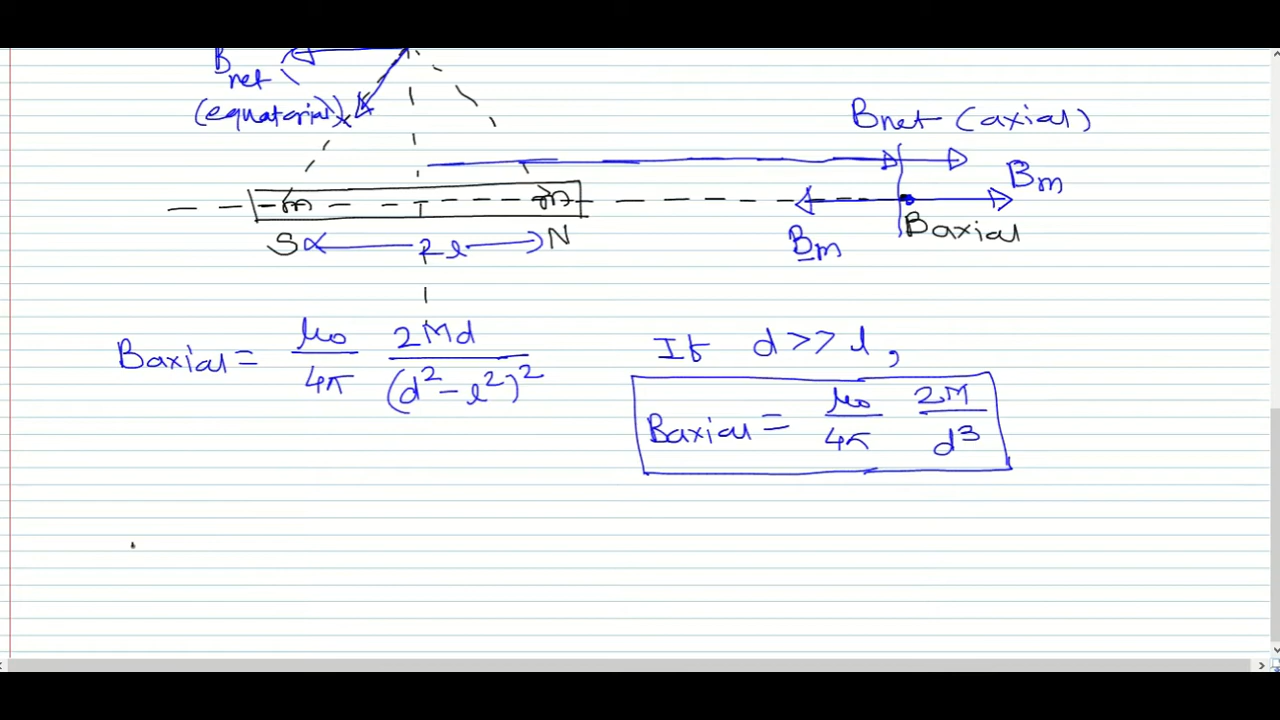 Bnet
(equatorial)
Bnet (axial)
Bm
m m
Baxial
S 2l N
Bm
Baxial = μ₀/4π 2Md/(d² - l²)²
If d >> l,
Baxial = μ₀/4π 2M/d³